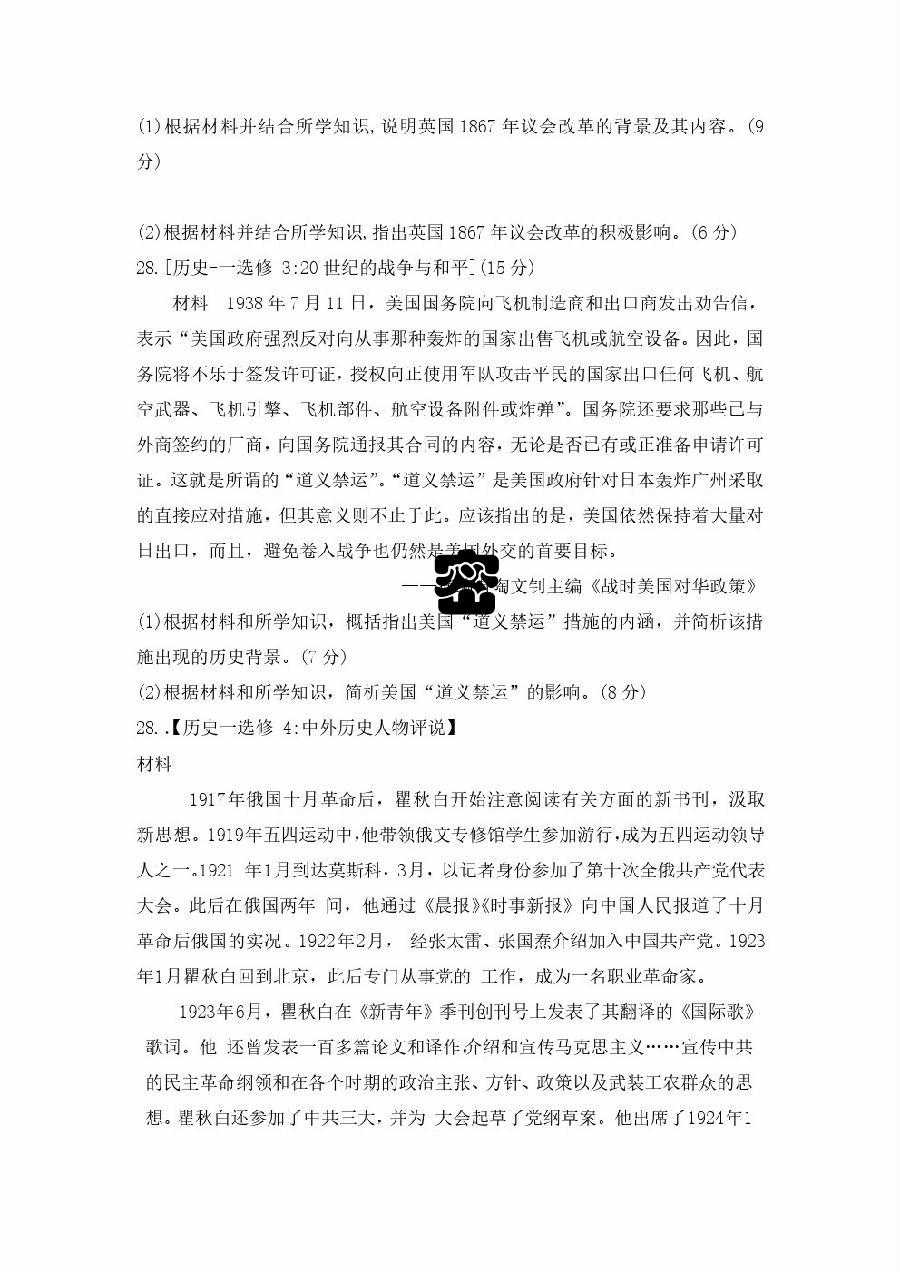 (1)根据材料并结合所学知识,说明英国1867 年议会改革的背景及其内容。(9
分)
(2)根据材料并结合所学知识,指出英国1867 年议会改革的积极影响。(6 分)
28.[历史-一选修 3:20 世纪的战争与和平](15 分)
材料 1938 年 7 月 11 日，美国国务院向飞机制造商和出口商发出劝告信，
表示“美国政府强烈反对向从事那种轰炸的国家出售飞机或航空设备。因此，国
务院将不乐于签发许可证，授权向正使用军队攻击平民的国家出口任何飞机、航
空武器、飞机引擎、飞机部件、航空设备附件或炸弹”。国务院还要求那些已与
外商签约的厂商，向国务院通报其合同的内容，无论是否已有或正准备申请许可
证。这就是所谓的“道义禁运”。“道义禁运”是美国政府针对日本轰炸广州采取
的直接应对措施，但其意义则不止于此。应该指出的是，美国依然保持着大量对
日出口，而且，避免卷入战争也仍然是美国外交的首要目标。
——陶文钊主编《战时美国对华政策》
(1)根据材料和所学知识，概括指出美国“道义禁运”措施的内涵，并简析该措
施出现的历史背景。(7 分)
(2)根据材料和所学知识，简析美国“道义禁运”的影响。(8 分)
28. .【历史一选修 4:中外历史人物评说】
材料
1917年俄国十月革命后，瞿秋白开始注意阅读有关方面的新书刊，汲取
新思想。1919年五四运动中,他带领俄文专修馆学生参加游行,成为五四运动领导
人之一。1921 年1月到达莫斯科，3月，以记者身份参加了第十次全俄共产党代表
大会。此后在俄国两年 间，他通过《晨报》《时事新报》向中国人民报道了十月
革命后俄国的实况。1922年2月， 经张太雷、张国焘介绍加入中国共产党。1923
年1月瞿秋白回到北京，此后专门从事党的 工作，成为一名职业革命家。
1923年6月，瞿秋白在《新青年》季刊创刊号上发表了其翻译的《国际歌》
歌词。他 还曾发表一百多篇论文和译作,介绍和宣传马克思主义……宣传中共
的民主革命纲领和在各个时期的政治主张、方针、政策以及武装工农群众的思
想。瞿秋白还参加了中共三大，并为 大会起草了党纲草案。他出席了1924年1